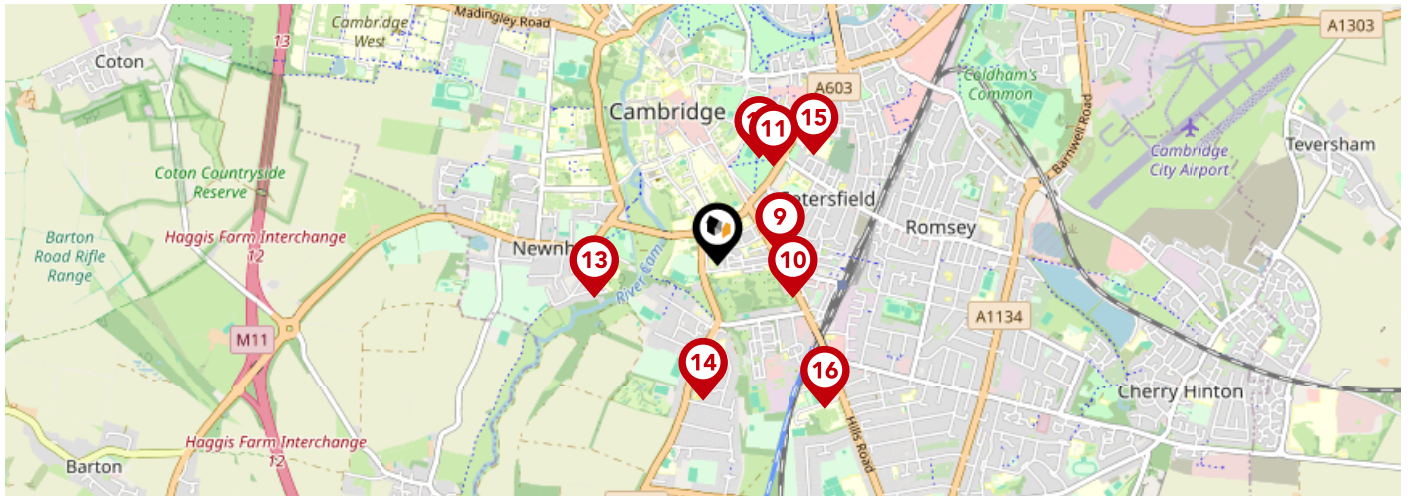 Madingley Road
A1303
Cambridge
West
13
Coton
Coldham's
Common
A603
Cambridge
15
11
Barnwell Road
Teversham
Cambridge
City Airport
Coton Countryside
Reserve
9
Romsey
Haggis Farm Interchange
12
Barton
Road Rifle
Range
13
River Cam
10
A1134
M11
14
16
Cherry Hinton
Hills Road
Haggis Farm Interchange
12
Barton